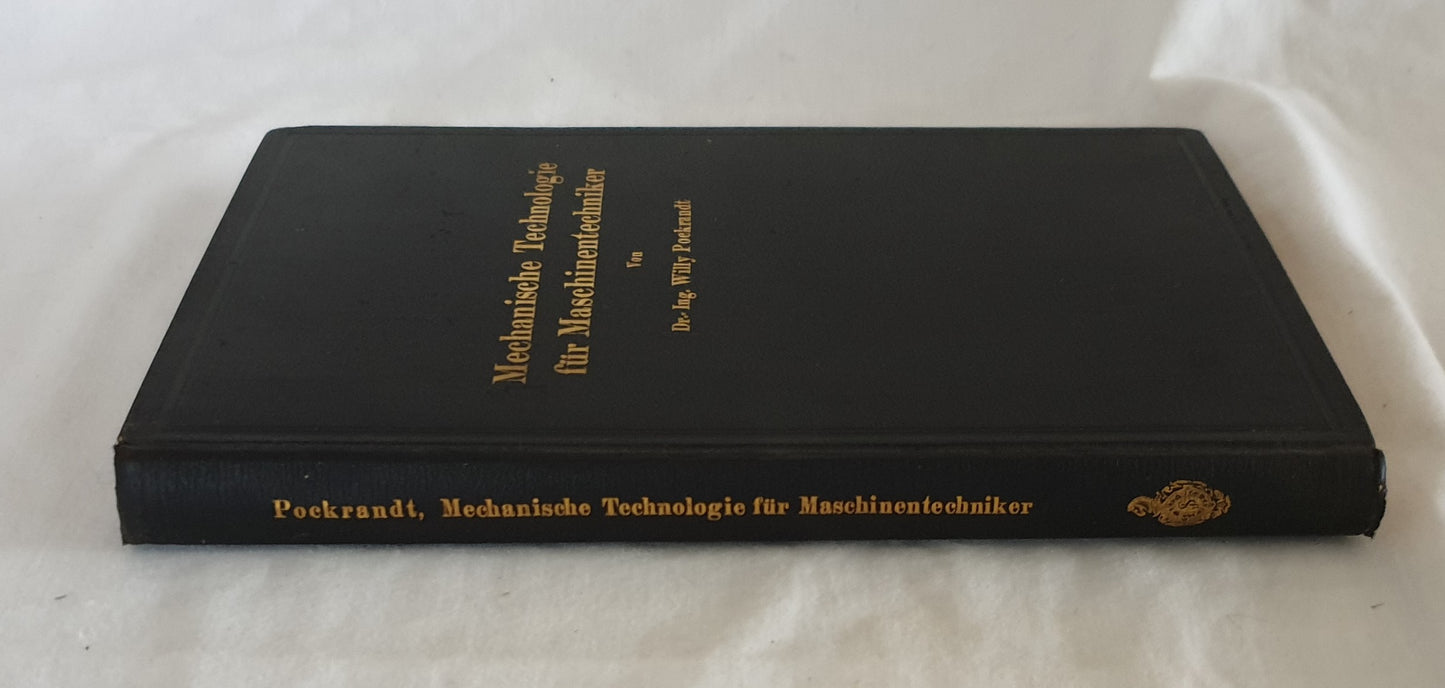 Mechanische Technologie
für Maschinentechniker
Von
Dr.-Ing. Willy Pockrandt
Pockrandt, Mechanische Technologie für Maschinentechniker